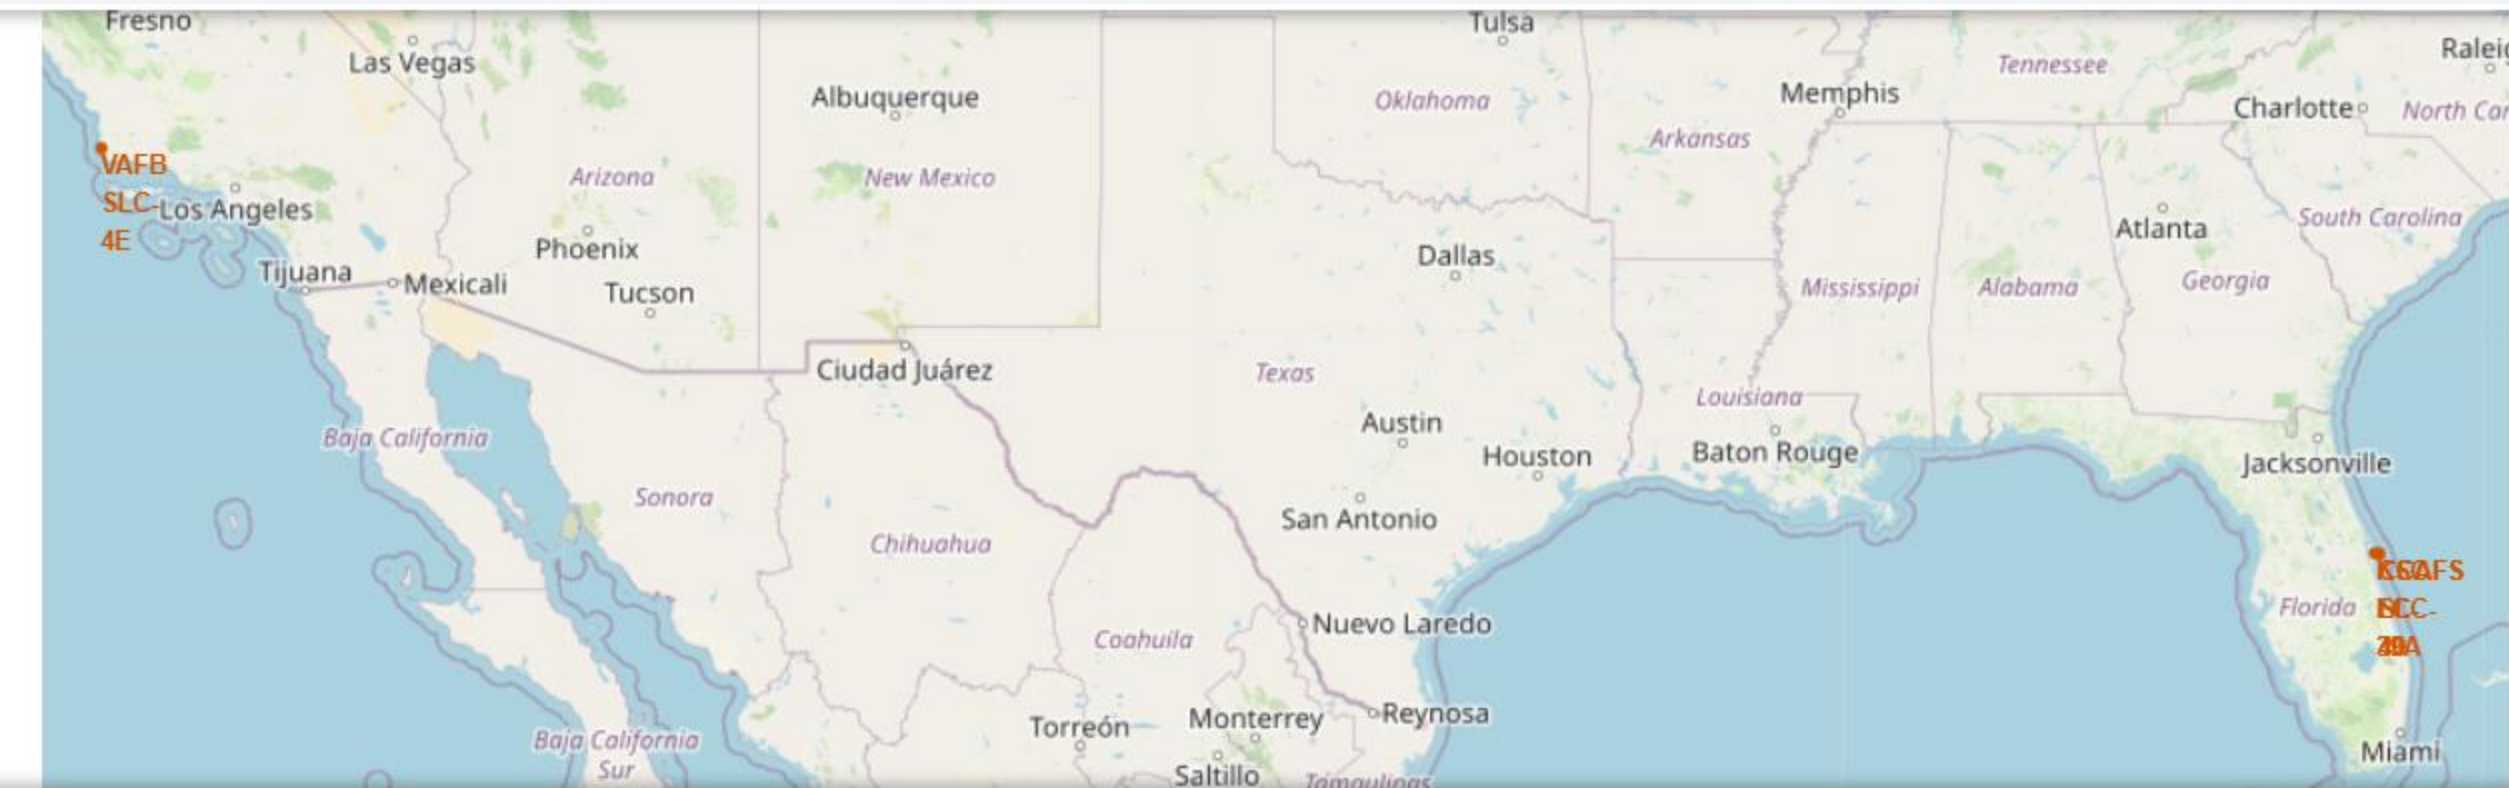 Fresno
Tulsa
Las Vegas
Raleig
Tennessee
Albuquerque
Oklahoma
Memphis
Charlotte
North Car
Arkansas
VAFB
SLC-
4E
Arizona
New Mexico
Los Angeles
South Carolina
Phoenix
Dallas
Atlanta
Tijuana
Mexicali
Tucson
Mississippi
Alabama
Georgia
Ciudad Juárez
Texas
Louisiana
Baja California
Austin
Houston
Baton Rouge
Jacksonville
Sonora
San Antonio
Chihuahua
Florida
Nuevo Laredo
Coahuila
Torreón
Monterrey
Reynosa
Baja California
Sur
Miami
Saltillo
Tamaulipas